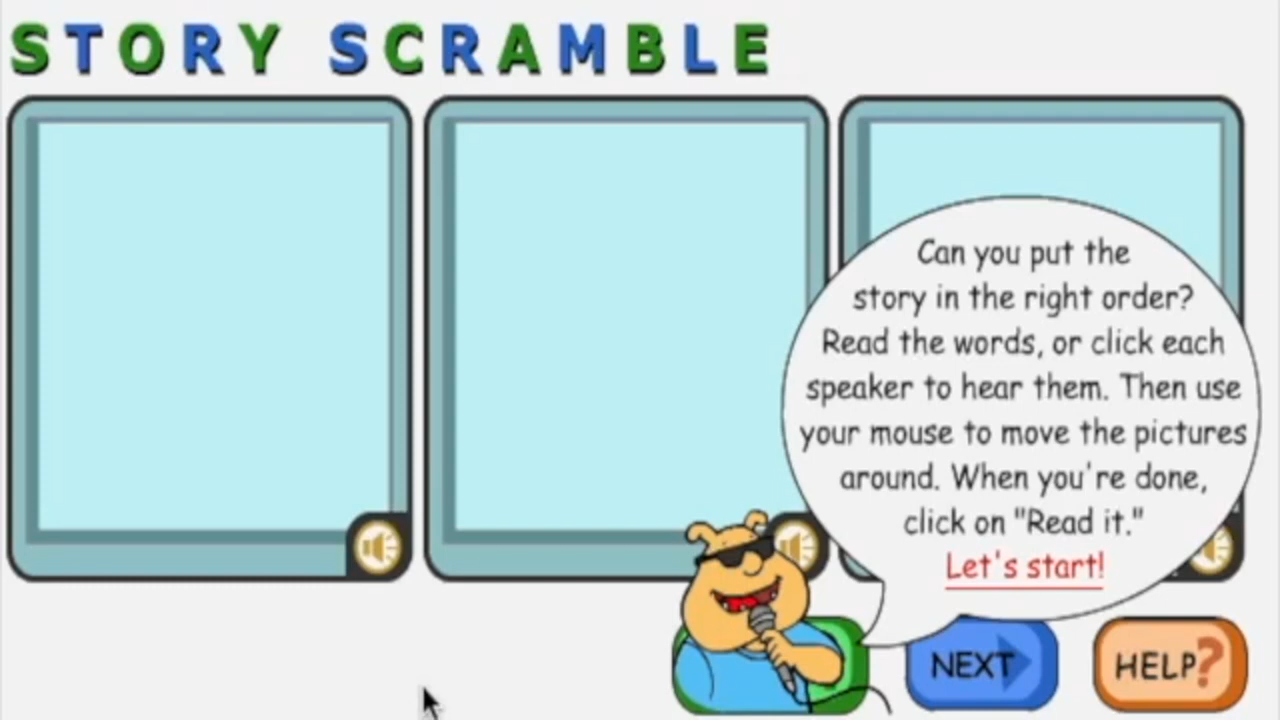 STORY SCRAMBLE
Can you put the
story in the right order?
Read the words, or click each
speaker to hear them. Then use
your mouse to move the pictures
around. When you're done,
click on "Read it."
Let's start!
NEXT
HELP?